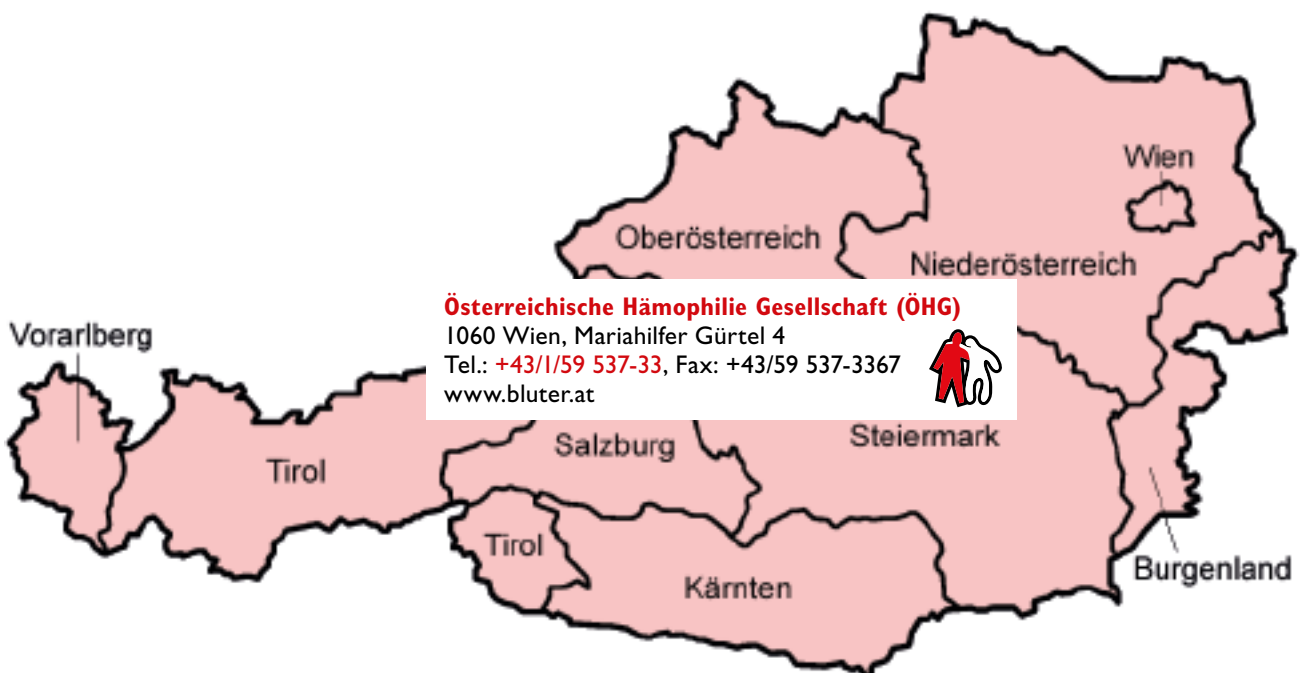 Wien
Oberösterreich
Niederösterreich
Österreichische Hämophilie Gesellschaft (ÖHG)
1060 Wien, Mariahilfer Gürtel 4
Tel.: +43/1/59 537-33, Fax: +43/59 537-3367
www.bluter.at
Vorarlberg
Steiermark
Salzburg
Tirol
Tirol
Burgenland
Kärnten